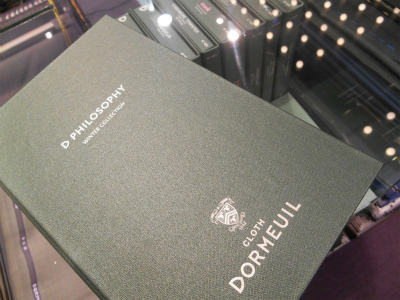 D PHILOSOPHY
WINTER COLLECTION
CLOTH
DORMEUIL